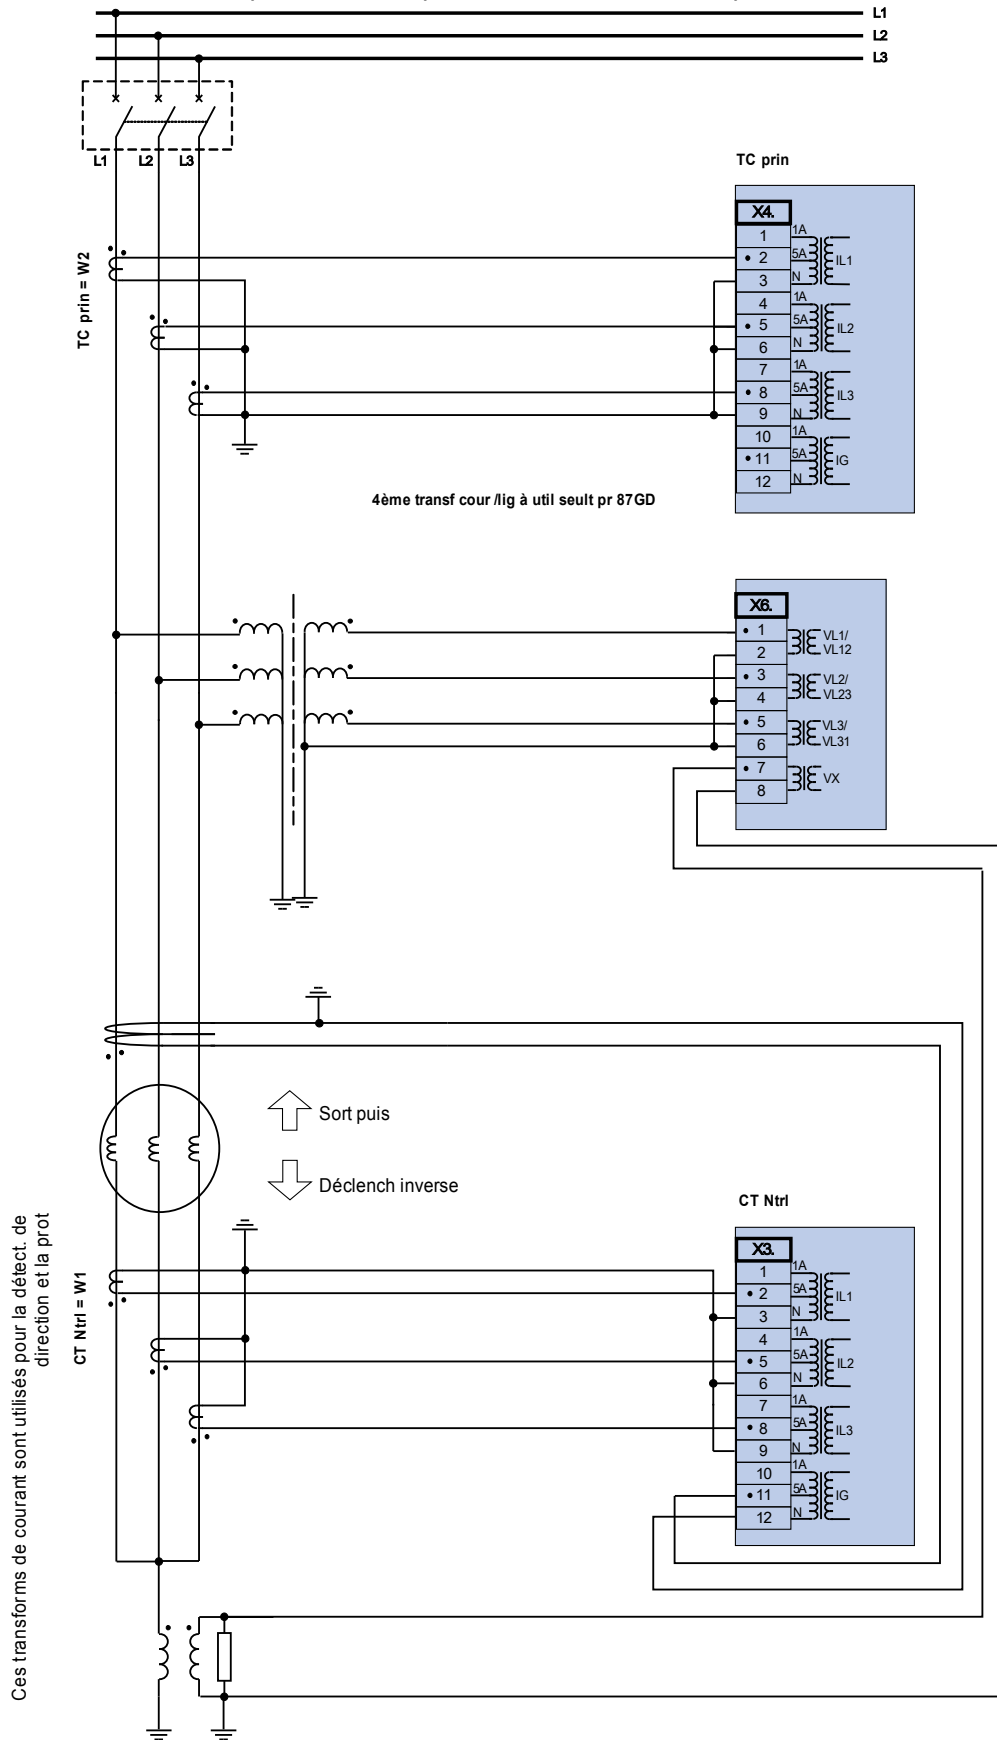 L1
L2
L3
L1 L2 L3
TC prin
TC prin = W2
X4.
1 1A
2 5A IL1
3 N
4 1A
5 5A IL2
6 N
7 1A
8 5A IL3
9 N
10 1A
11 5A IG
12 N
4ème transf cour /lig à util seult pr 87GD
X6.
1 VL1/
2 VL12
3 VL2/
4 VL23
5 VL3/
6 VL31
7 VX
8
Sort puis
Déclench inverse
CT Ntrl
Ces transforms de courant sont utilisés pour la détect. de
direction et la prot
CT Ntrl = W1
X3.
1 1A
2 5A IL1
3 N
4 1A
5 5A IL2
6 N
7 1A
8 5A IL3
9 N
10 1A
11 5A IG
12 N